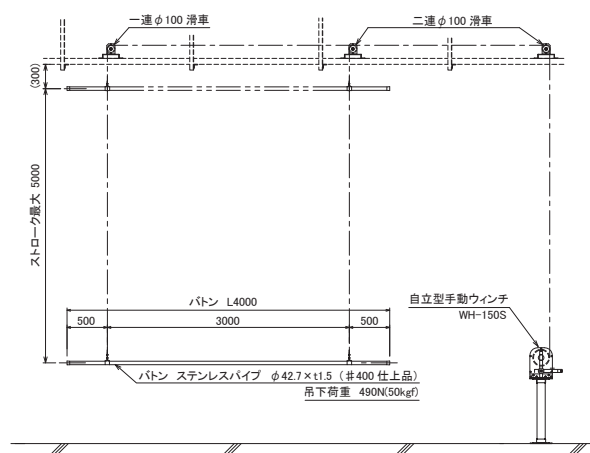 一連φ100 滑車
二連φ100 滑車
(300)
ストローク最大 5000
バトン L4000
500
3000
500
自立型手動ウィンチ
WH-150S
バトン ステンレスパイプ φ42.7×t1.5（＃400 仕上品）
吊下荷重 490N(50kgf)